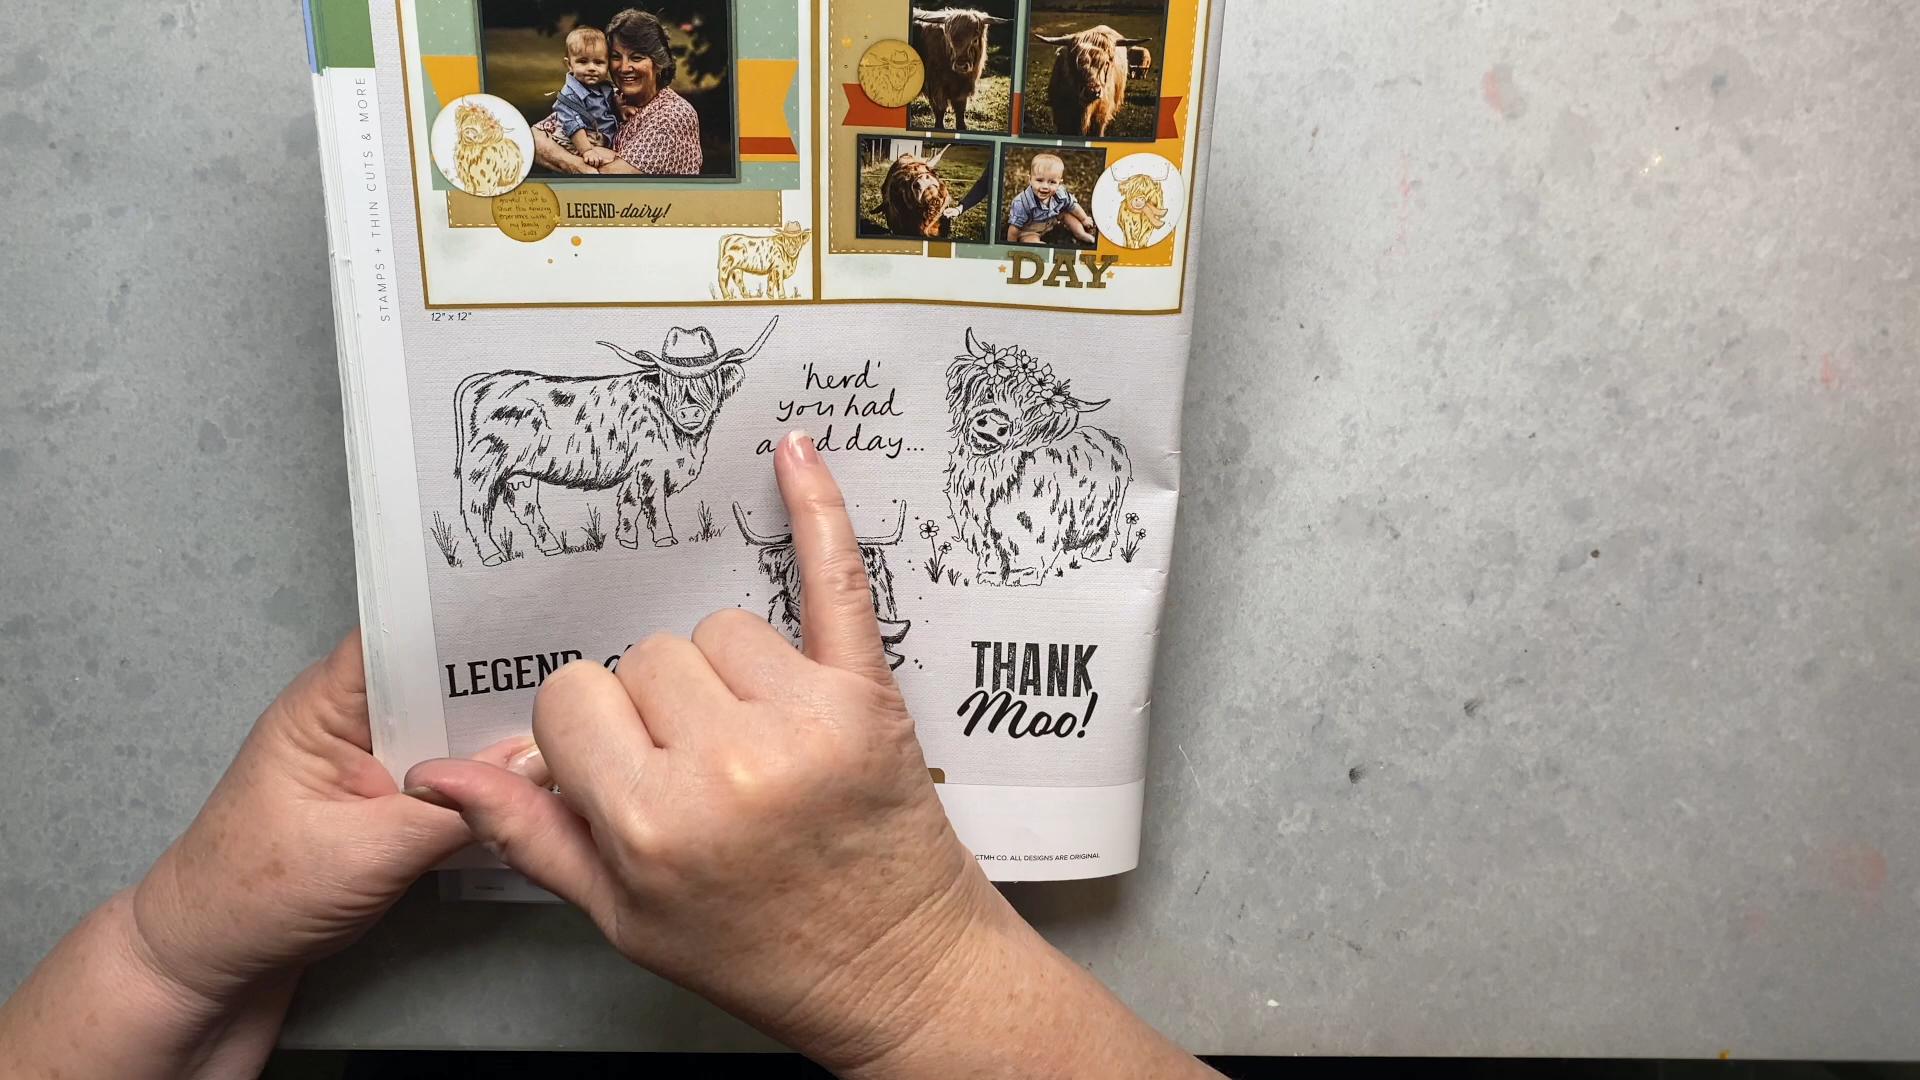 STAMPS + THIN CUTS & MORE
LEGEND-dairy!
DAY
12" x 12"
'herd'
you had
day...
LEGEND
THANK
Moo!
CTMH CO. ALL DESIGNS ARE ORIGINAL